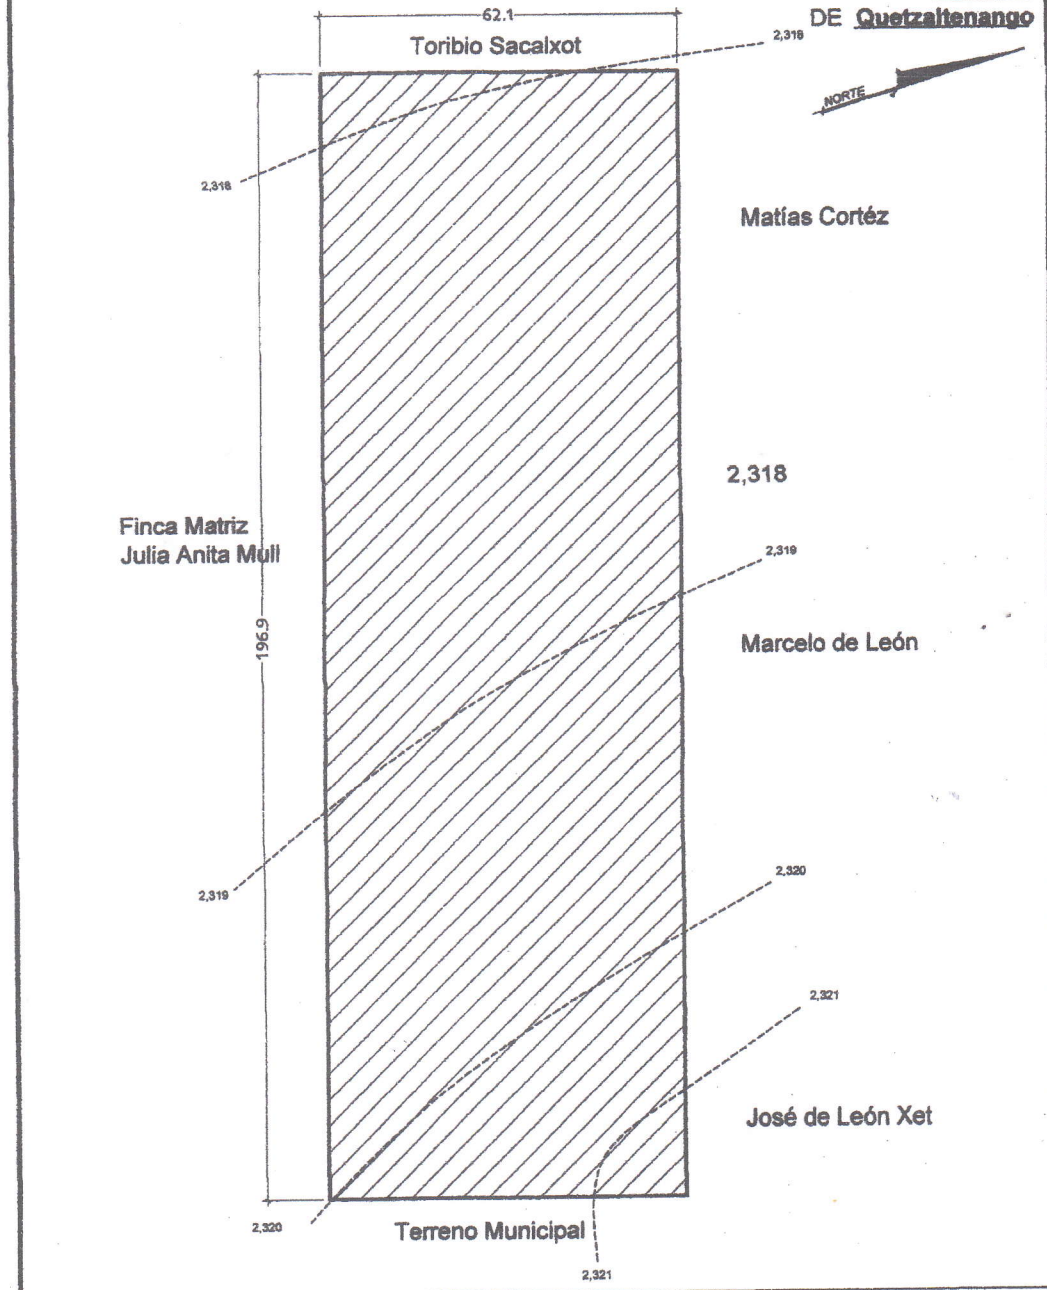 62.1
DE Quetzaltenango
Toribio Sacalxot
2,318
NORTE
2,318
Matías Cortéz
2,318
Finca Matriz
Julia Anita Mull
2,319
196.9
Marcelo de León
2,319
2,320
2,321
José de León Xet
2,320
Terreno Municipal
2,321